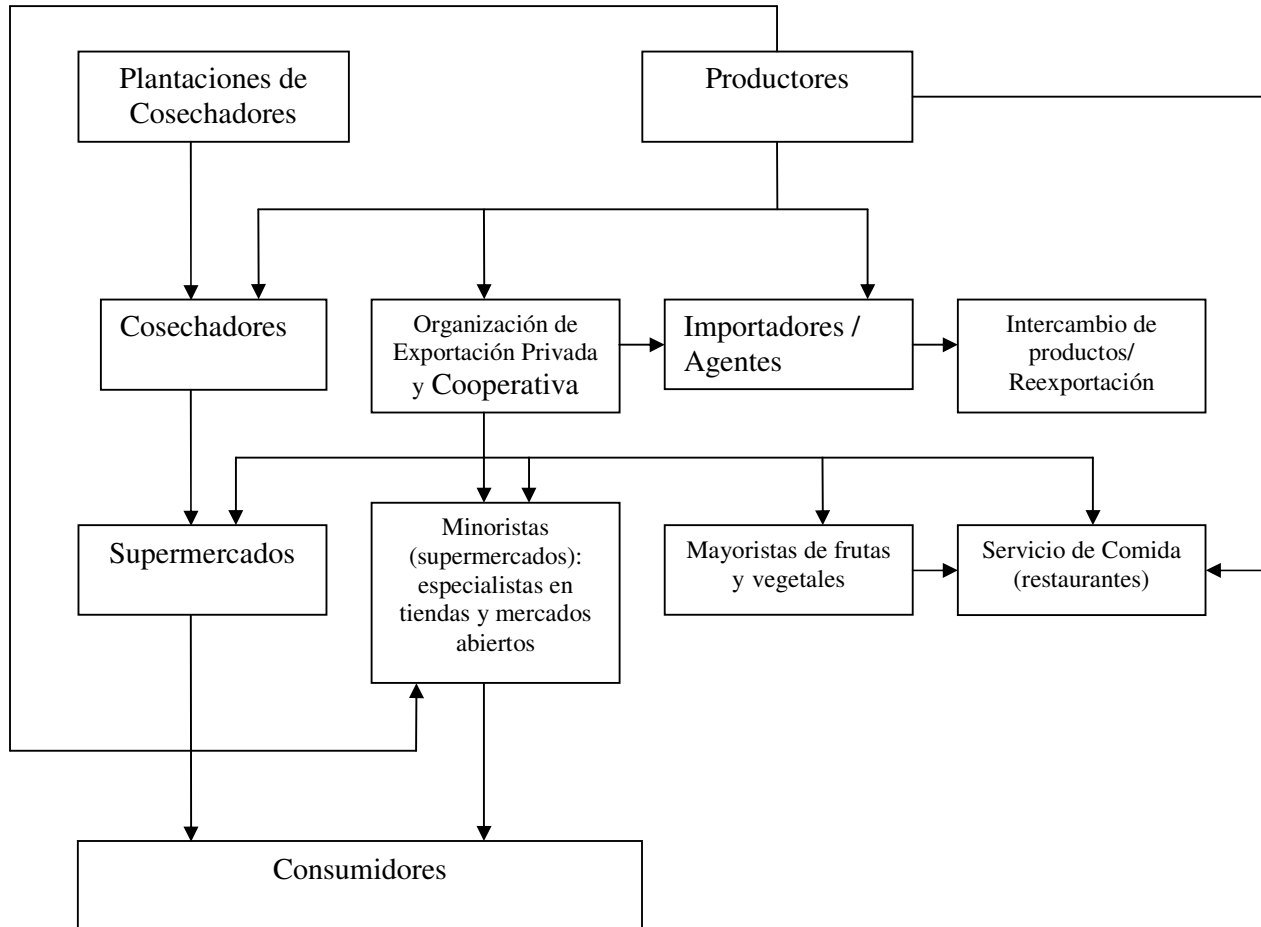 Plantaciones de
Cosechadores
Productores
Cosechadores
Organización de
Exportación Privada
y Cooperativa
Importadores /
Agentes
Intercambio de
productos/
Reexportación
Supermercados
Minoristas
(supermercados):
especialistas en
tiendas y mercados
abiertos
Mayoristas de frutas
y vegetales
Servicio de Comida
(restaurantes)
Consumidores